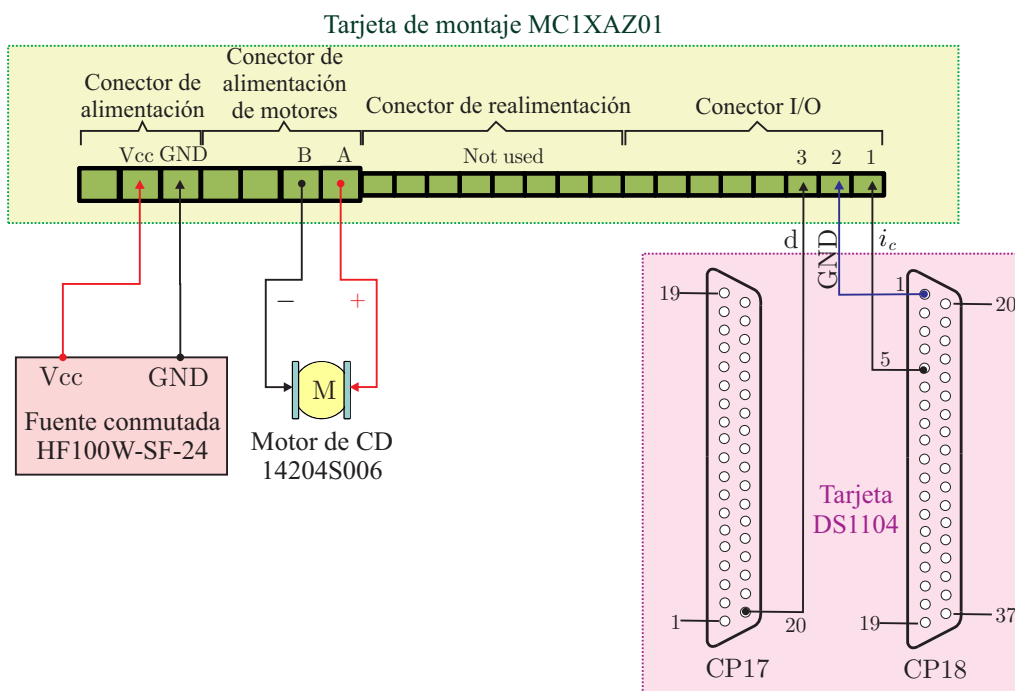 Tarjeta de montaje MC1XAZ01
Conector de
alimentación
Conector de
alimentación
de motores
Conector de realimentación
Conector I/O
Vcc GND
B
A
Not used
3
2
1
d
GND
i_c
−
+
Vcc
GND
Fuente conmutada
HF100W-SF-24
M
Motor de CD
14204S006
19
1
20
CP17
1
20
5
19
37
CP18
Tarjeta
DS1104